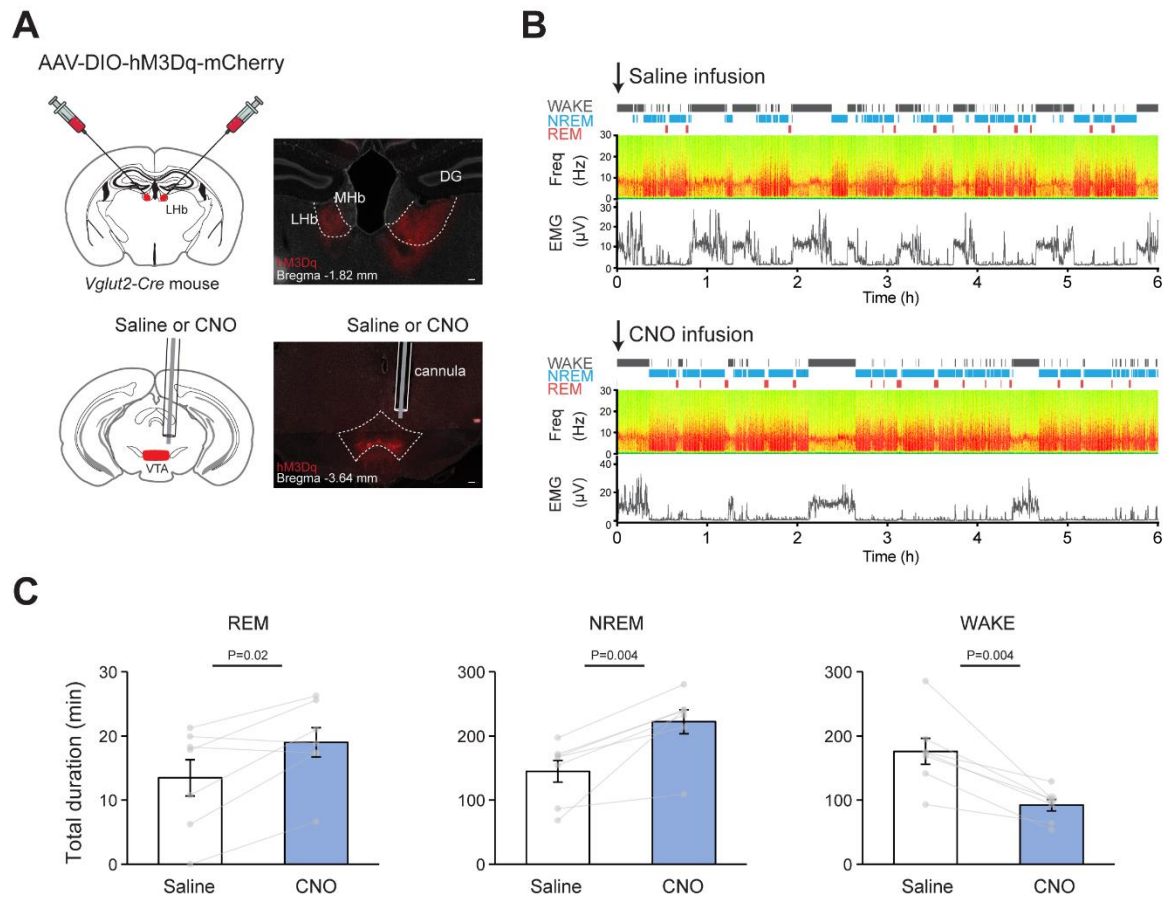 A
AAV-DIO-hM3Dq-mCherry
LHb
Vglut2-Cre mouse
DG
MHb
LHb
hM3Dq
Bregma -1.82 mm
Saline or CNO
VTA
Saline or CNO
cannula
hM3Dq
Bregma -3.64 mm
B
Saline infusion
WAKE
NREM
REM
Freq
(Hz)
30
20
10
0
EMG
(µV)
30
20
10
0
0 1 2 3 4 5 6
Time (h)
CNO infusion
WAKE
NREM
REM
Freq
(Hz)
30
20
10
0
EMG
(µV)
40
20
0
0 1 2 3 4 5 6
Time (h)
C
Total duration (min)
REM
P=0.02
30
20
10
0
Saline CNO
NREM
P=0.004
300
200
100
0
Saline CNO
WAKE
P=0.004
300
200
100
0
Saline CNO